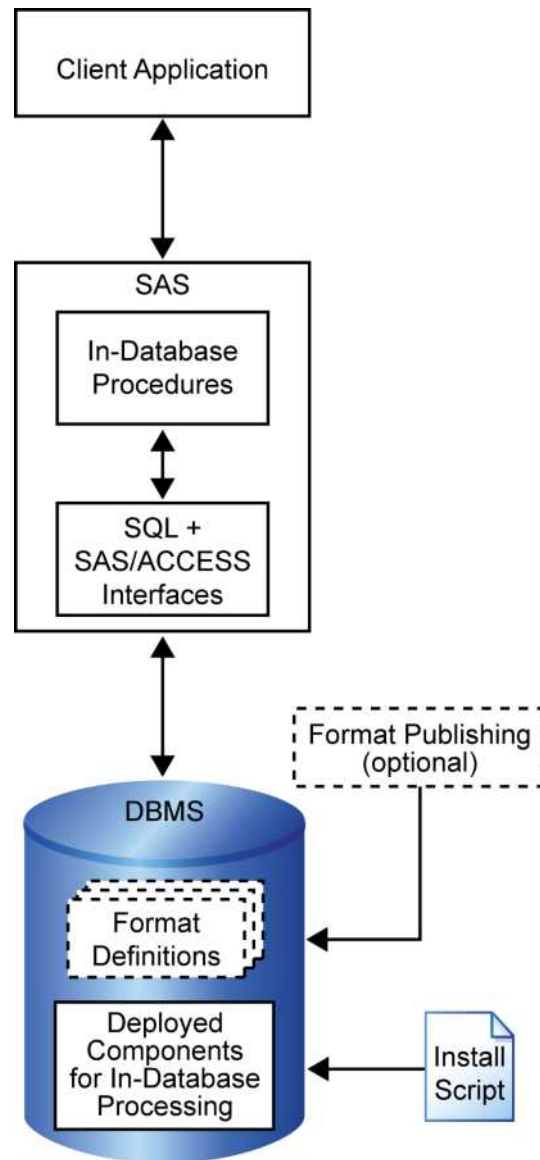 Client Application
SAS
In-Database
Procedures
SQL +
SAS/ACCESS
Interfaces
Format Publishing
(optional)
DBMS
Format
Definitions
Deployed
Components
for In-Database
Processing
Install
Script